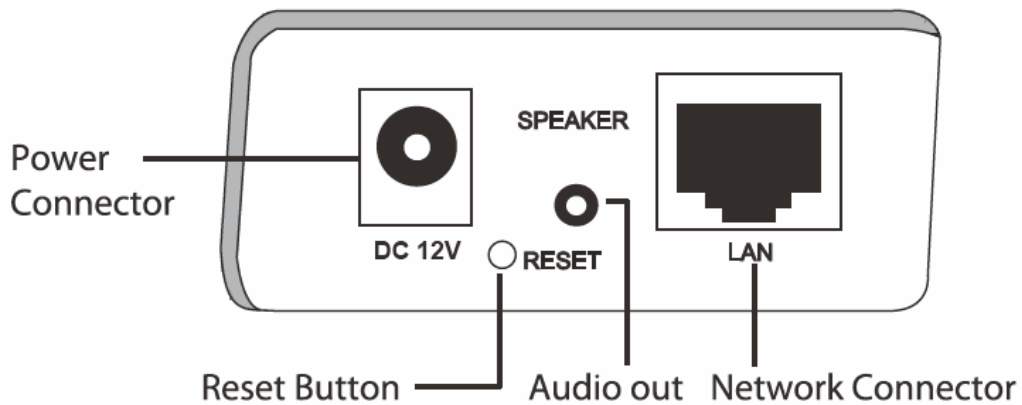 SPEAKER
Power
Connector
DC 12V
RESET
LAN
Reset Button
Audio out
Network Connector